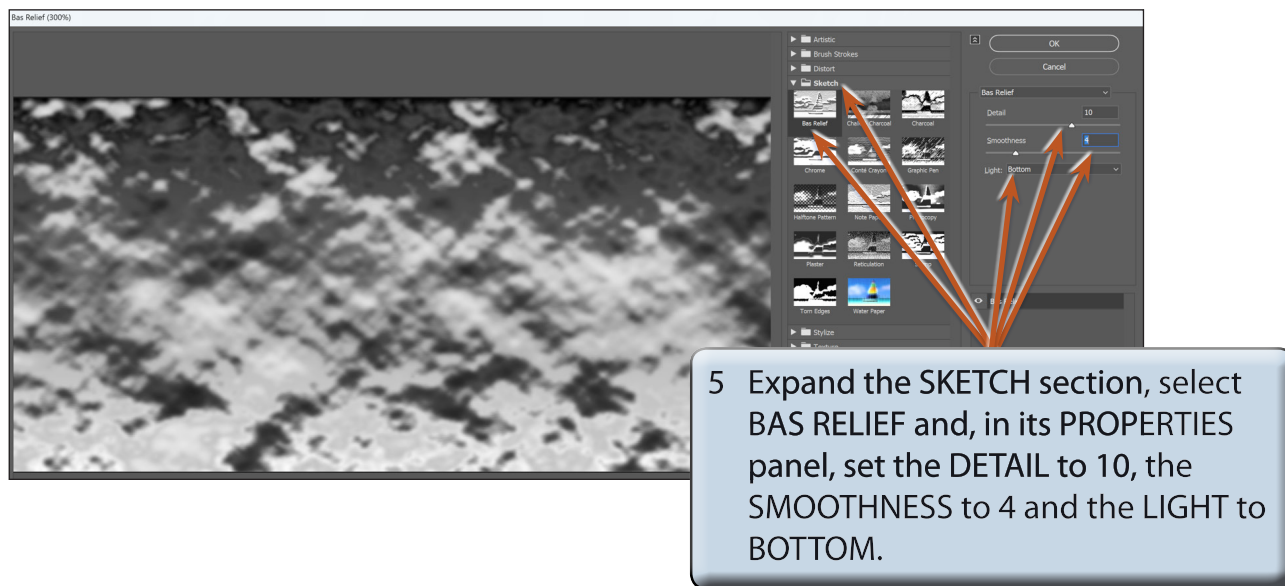 Bas Relief (300%)
Artistic
Brush Strokes
Distort
Sketch
Bas Relief
Charcoal
Charcoal
Chrome
Conté Crayon
Graphic Pen
Halftone Pattern
Note
Plaster
Reticulation
Torn Edges
Water Paper
Stylize
OK
Cancel
Bas Relief
Detail 10
Smoothness 4
Light: Bottom
5 Expand the SKETCH section, select
BAS RELIEF and, in its PROPERTIES
panel, set the DETAIL to 10, the
SMOOTHNESS to 4 and the LIGHT to
BOTTOM.